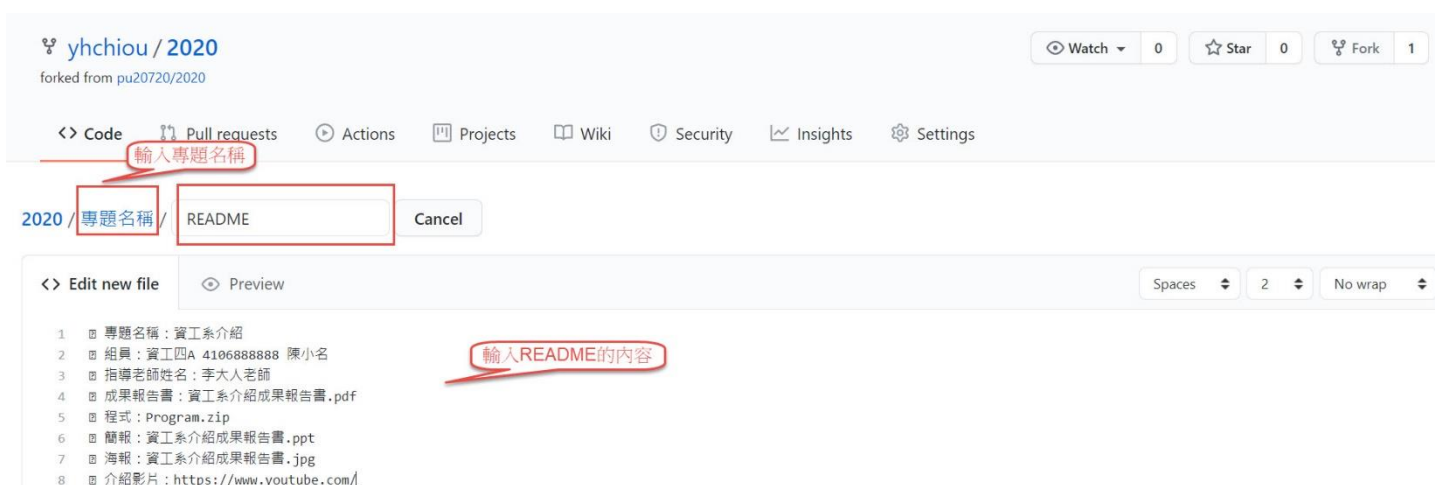 yhchiou / 2020
Watch 0 Star 0 Fork 1
forked from pu20720/2020
Code Pull requests Actions Projects Wiki Security Insights Settings
輸入專題名稱
2020 / 專題名稱 / README Cancel
Edit new file Preview Spaces 2 No wrap
1 專題名稱：資工系介紹
2 組員：資工四A 4106888888 陳小名
輸入README的內容
3 指導老師姓名：李大人老師
4 成果報告書：資工系介紹成果報告書.pdf
5 程式：Program.zip
6 簡報：資工系介紹成果報告書.ppt
7 海報：資工系介紹成果報告書.jpg
8 介紹影片：https://www.youtube.com/